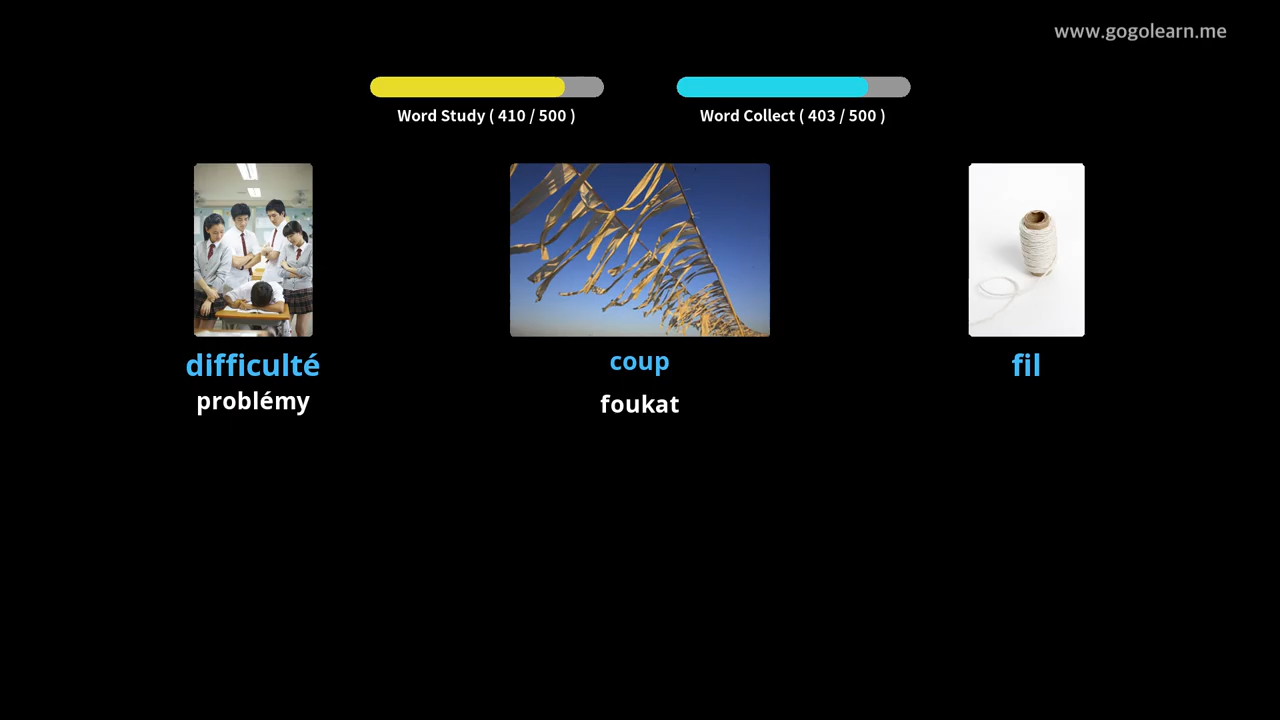 www.gogolearn.me
Word Study ( 410 / 500 )
Word Collect ( 403 / 500 )
difficulté
problémy
coup
foukat
fil